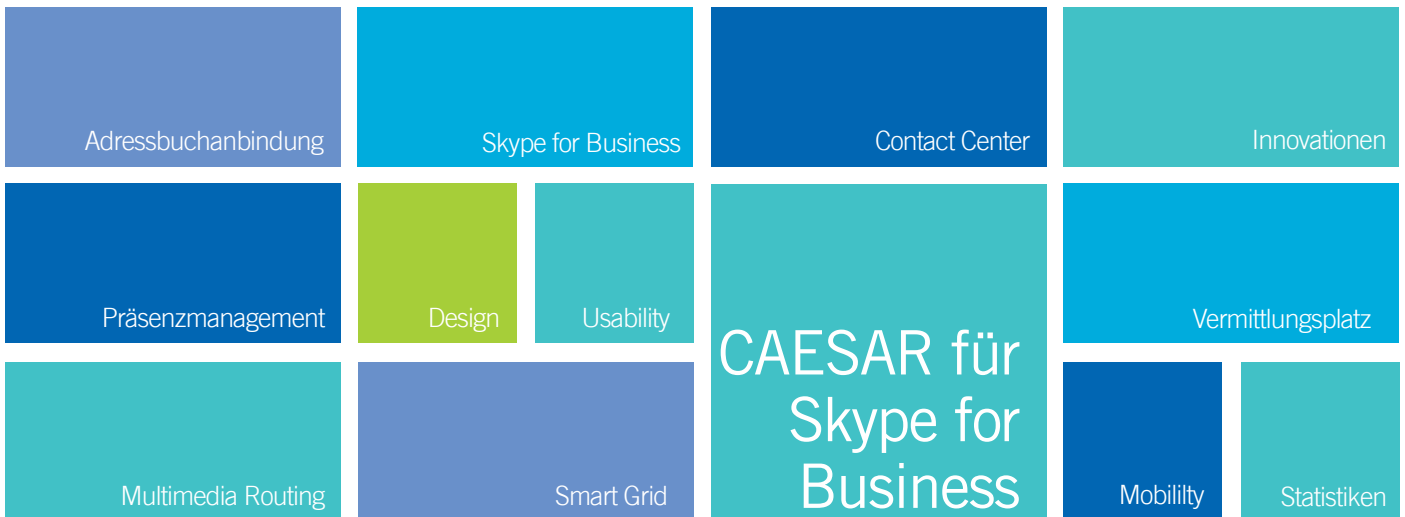 Adressbuchanbindung
Skype for Business
Contact Center
Innovationen
Präsenzmanagement
Design
Usability
CAESAR für
Skype for
Business
Vermittlungsplatz
Multimedia Routing
Smart Grid
Mobililty
Statistiken